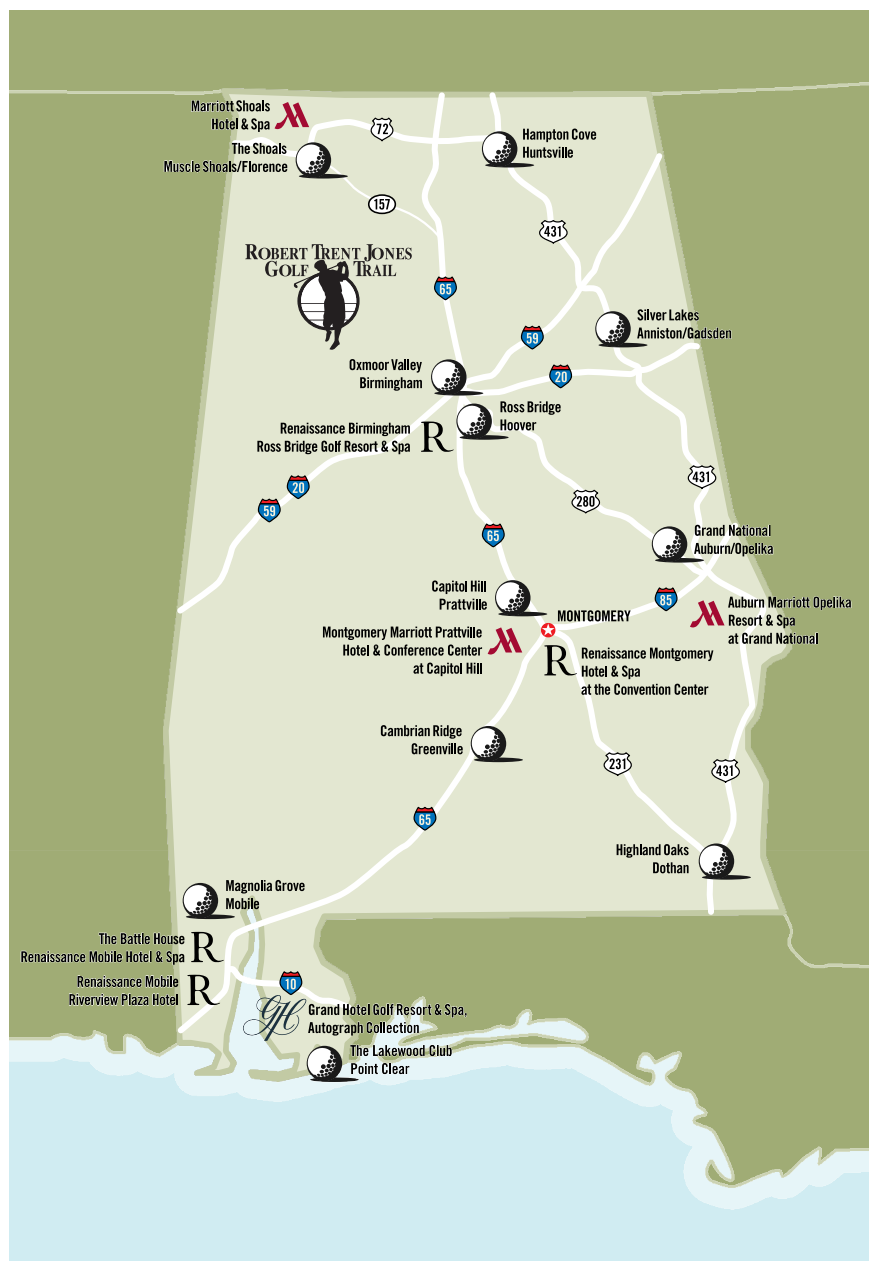 Marriott Shoals
Hotel & Spa
72
The Shoals
Muscle Shoals/Florence
Hampton Cove
Huntsville
157
431
ROBERT TRENT JONES
GOLF TRAIL
65
Silver Lakes
Anniston/Gadsden
59
Oxmoor Valley
Birmingham
20
Ross Bridge
Hoover
Renaissance Birmingham
Ross Bridge Golf Resort & Spa
R
20
59
431
280
65
Grand National
Auburn/Opelika
Capitol Hill
Prattville
85
MONTGOMERY
Auburn Marriott Opelika
Resort & Spa
at Grand National
Montgomery Marriott Prattville
Hotel & Conference Center
at Capitol Hill
R
Renaissance Montgomery
Hotel & Spa
at the Convention Center
Cambrian Ridge
Greenville
231
431
65
Highland Oaks
Dothan
Magnolia Grove
Mobile
The Battle House
Renaissance Mobile Hotel & Spa
R
Renaissance Mobile
Riverview Plaza Hotel
R
10
GH
Grand Hotel Golf Resort & Spa,
Autograph Collection
The Lakewood Club
Point Clear